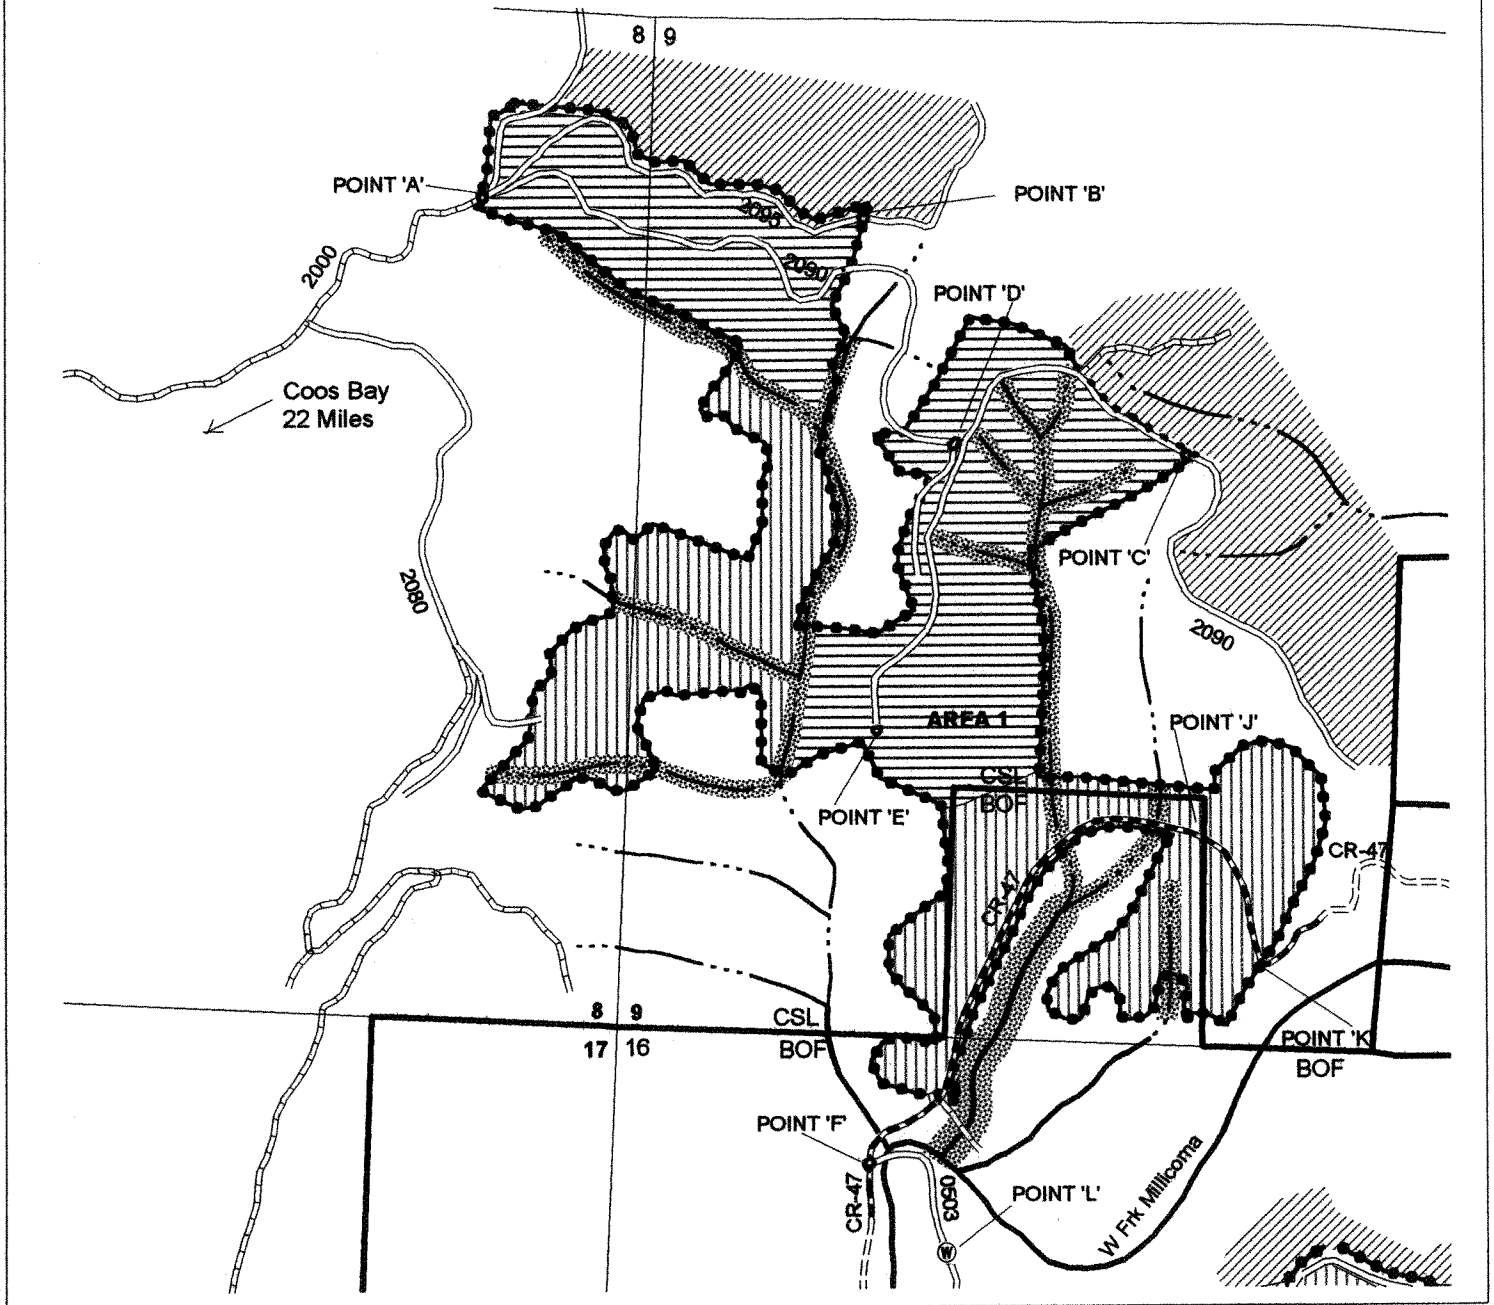 8 9
POINT 'A'
POINT 'B'
2095
2000
2090
POINT 'D'
Coos Bay
22 Miles
POINT 'C'
2080
2090
AREA 1
POINT 'J'
CSL
BOF
POINT 'E'
CR-47
CR-47
8 9
CSL
17 16
BOF
POINT 'K'
BOF
POINT 'F'
CR-47
0503
POINT 'L'
W Frk Millicoma
W